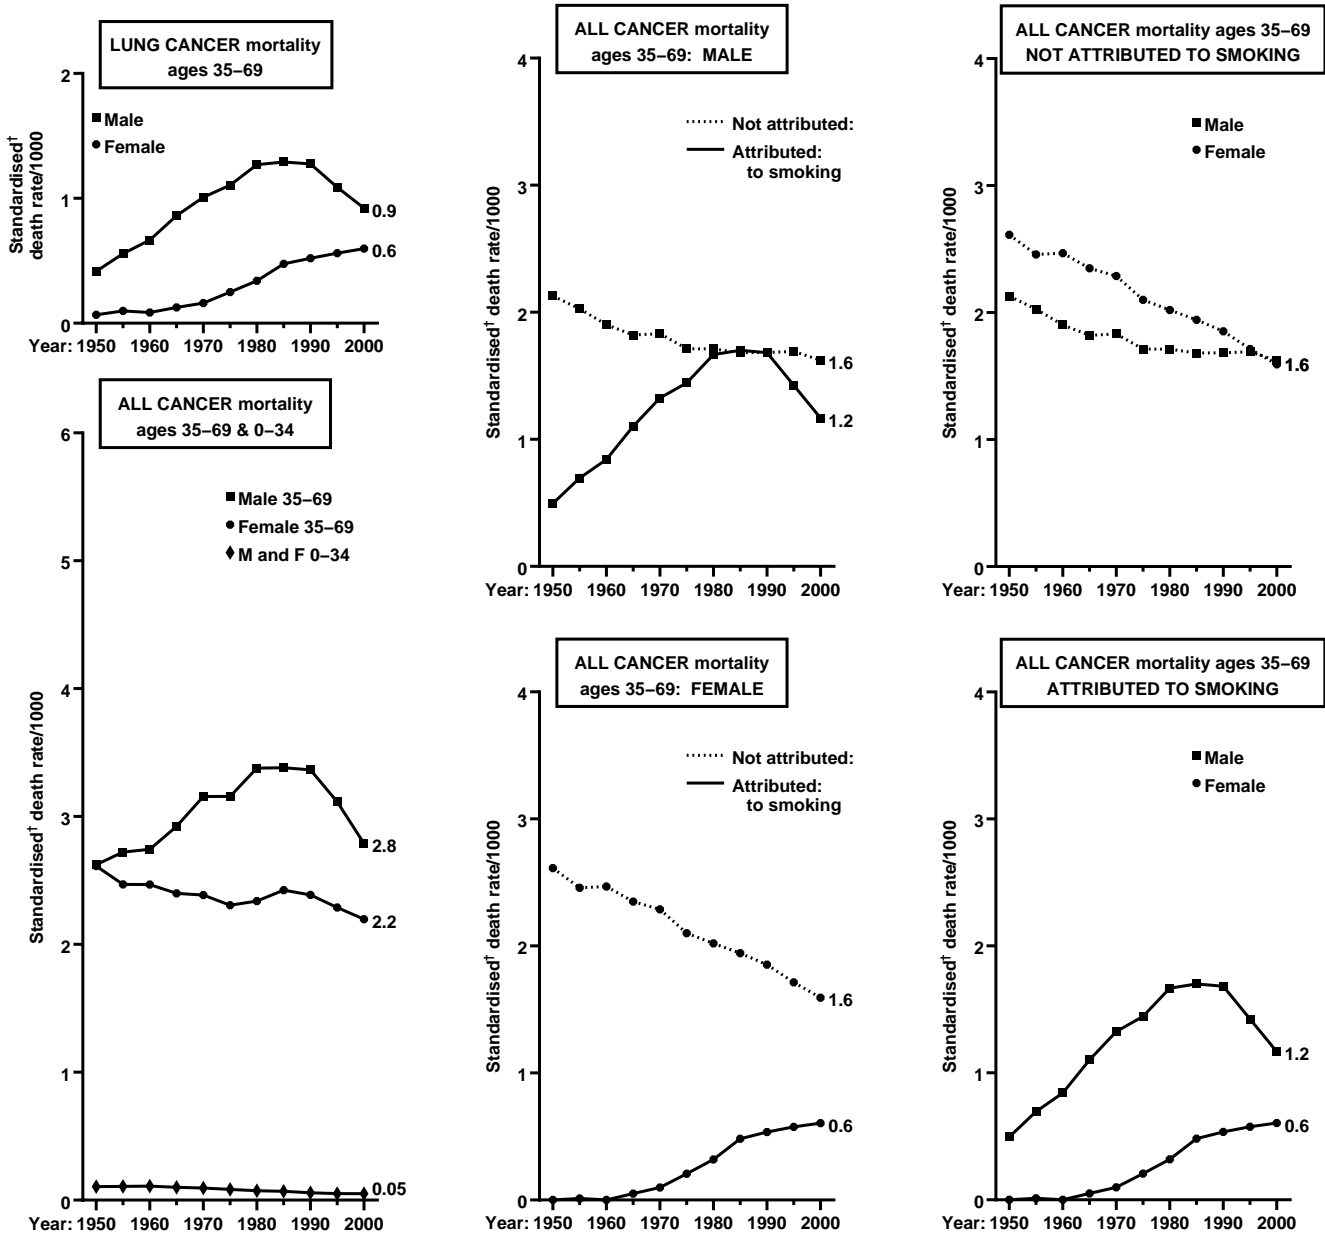 LUNG CANCER mortality
ages 35–69
Standardised†
death rate/1000
2
1
0
Male
Female
0.9
0.6
Year: 1950 1960 1970 1980 1990 2000
ALL CANCER mortality
ages 35–69 & 0–34
Standardised† death rate/1000
6
5
4
3
2
1
0
Male 35–69
Female 35–69
M and F 0–34
2.8
2.2
0.05
Year: 1950 1960 1970 1980 1990 2000
ALL CANCER mortality
ages 35–69: MALE
Standardised† death rate/1000
4
3
2
1
0
Not attributed:
Attributed:
to smoking
1.6
1.2
Year: 1950 1960 1970 1980 1990 2000
ALL CANCER mortality
ages 35–69: FEMALE
Standardised† death rate/1000
4
3
2
1
0
Not attributed:
Attributed:
to smoking
1.6
0.6
Year: 1950 1960 1970 1980 1990 2000
ALL CANCER mortality ages 35–69
NOT ATTRIBUTED TO SMOKING
Standardised† death rate/1000
4
3
2
1
0
Male
Female
1.6
Year: 1950 1960 1970 1980 1990 2000
ALL CANCER mortality ages 35–69
ATTRIBUTED TO SMOKING
Standardised† death rate/1000
4
3
2
1
0
Male
Female
1.2
0.6
Year: 1950 1960 1970 1980 1990 2000